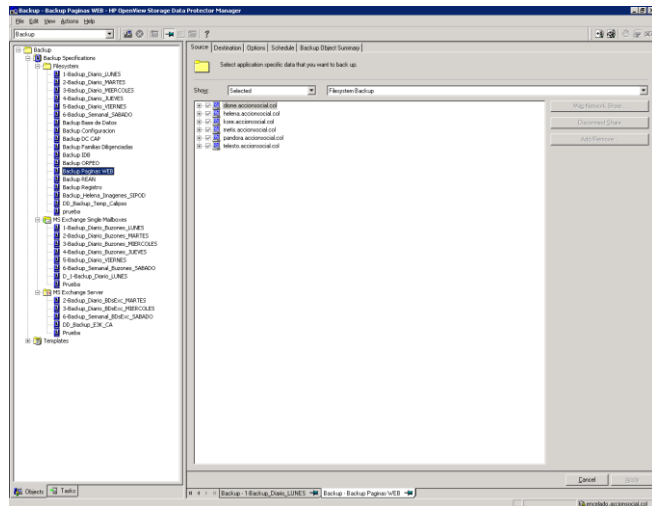 Backup - Backup Paginas WEB - HP OpenView Storage Data Protector Manager
File Edit View Actions Help
Backup
Backup
Backup Specifications
Filesystem
1-Backup_Diario_LUNES
2-Backup_Diario_MARTES
3-Backup_Diario_MIERCOLES
4-Backup_Diario_JUEVES
5-Backup_Diario_VIERNES
6-Backup_Semanal_SABADO
Backup Base de Datos
Backup Configuracion
Backup DC CAP
Backup Familias Diligenciadas
Backup IDB
Backup ORFEO
Backup Paginas WEB
Backup REAN
Backup Registro
Backup_Helena_Imagenes_SIPOD
DD_Backup_Temp_Calipso
prueba
MS Exchange Single Mailboxes
1-Backup_Diario_Buzones_LUNES
2-Backup_Diario_Buzones_MARTES
3-Backup_Diario_Buzones_MIERCOLES
4-Backup_Diario_Buzones_JUEVES
5-Backup_Diario_VIERNES
6-Backup_Semanal_Buzones_SABADO
D_1-Backup_Diario_LUNES
Prueba
MS Exchange Server
2-Backup_Diario_BDsExc_MARTES
3-Backup_Diario_BDsExc_MIERCOLES
6-Backup_Semanal_BDsExc_SABADO
DD_Backup_E3K_CA
Prueba
Templates
Objects Tasks
Source Destination Options Schedule Backup Object Summary
Select application specific data that you want to back up.
Show Selected Filesystem Backup
dione.accionsocial.col
helena.accionsocial.col
kore.accionsocial.col
metis.accionsocial.col
pandora.accionsocial.col
telesto.accionsocial.col
Map Network Share...
Disconnect Share
Add/Remove...
Cancel Apply
Backup - 1-Backup_Diario_LUNES Backup - Backup Paginas WEB
encelado.accionsocial.col